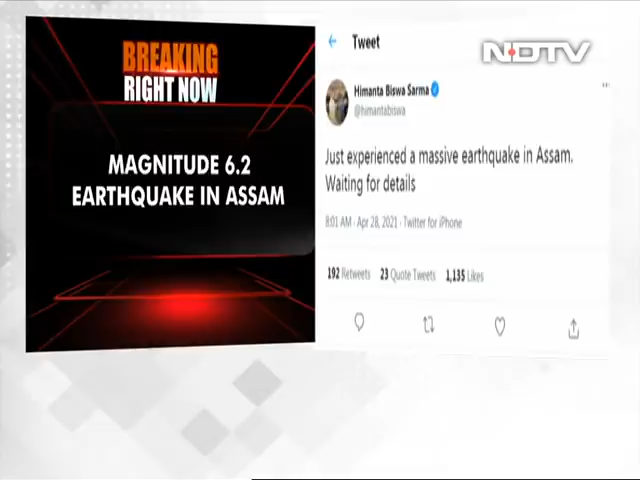 BREAKING
RIGHT NOW
MAGNITUDE 6.2
EARTHQUAKE IN ASSAM
Tweet
NDTV
Himanta Biswa Sarma
@himantabiswa
Just experienced a massive earthquake in Assam.
Waiting for details
8:01 AM · Apr 28, 2021 · Twitter for iPhone
192 Retweets 23 Quote Tweets 1,135 Likes